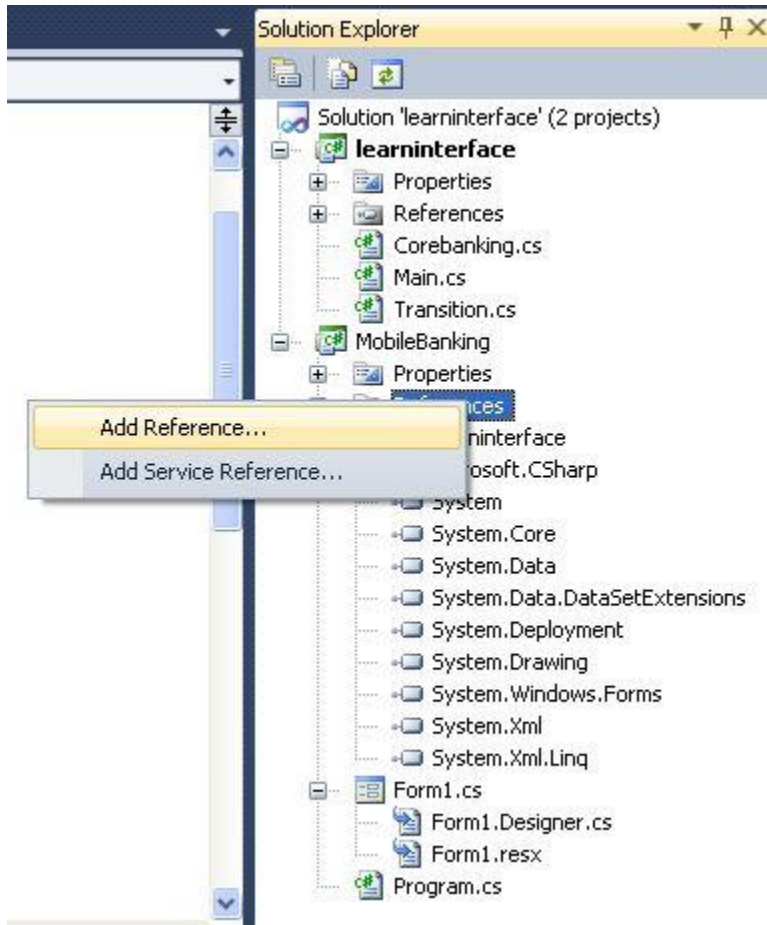 Solution Explorer
Solution 'learninterface' (2 projects)
learninterface
Properties
References
Corebanking.cs
Main.cs
Transition.cs
MobileBanking
Properties
Add Reference...
Add Service Reference...
System
System.Core
System.Data
System.Data.DataSetExtensions
System.Deployment
System.Drawing
System.Windows.Forms
System.Xml
System.Xml.Linq
Form1.cs
Form1.Designer.cs
Form1.resx
Program.cs